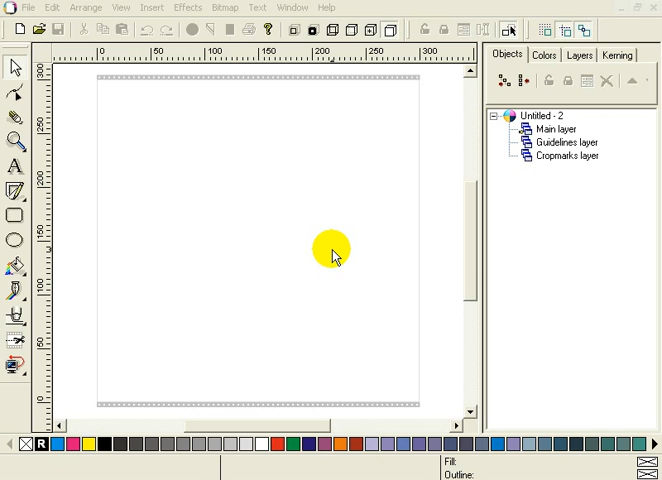 File Edit Arrange View Insert Effects Bitmap Text Window Help
?
0 50 100 150 200 250 300
300
250
200
150
100
50
0
Objects Colors Layers Kerning
Untitled - 2
Main layer
Guidelines layer
Cropmarks layer
A
R
Fill:
Outline: